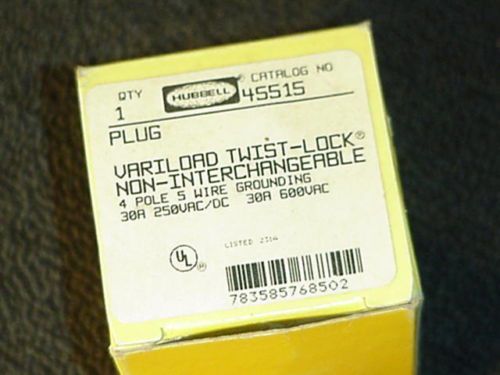 QTY
1
HUBBELL®
CATALOG NO
45515
PLUG
VARILOAD TWIST-LOCK®
NON-INTERCHANGEABLE
4 POLE 5 WIRE GROUNDING
30A 250VAC/DC 30A 600VAC
LISTED
UL
783585768502